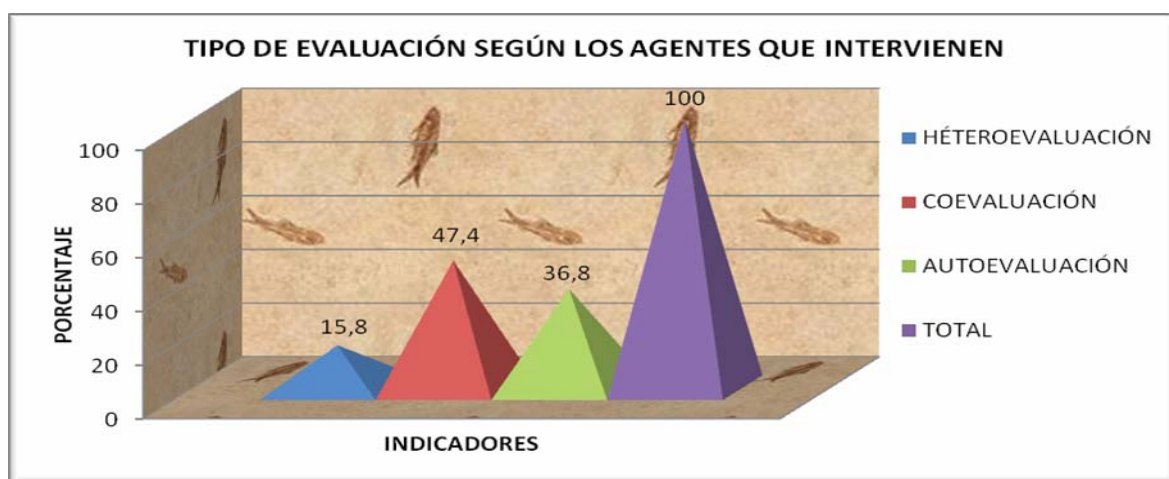 TIPO DE EVALUACIÓN SEGÚN LOS AGENTES QUE INTERVIENEN
100
100
80
60
40
20
0
PORCENTAJE
15,8
47,4
36,8
INDICADORES
HÉTEROEVALUACIÓN
COEVALUACIÓN
AUTOEVALUACIÓN
TOTAL